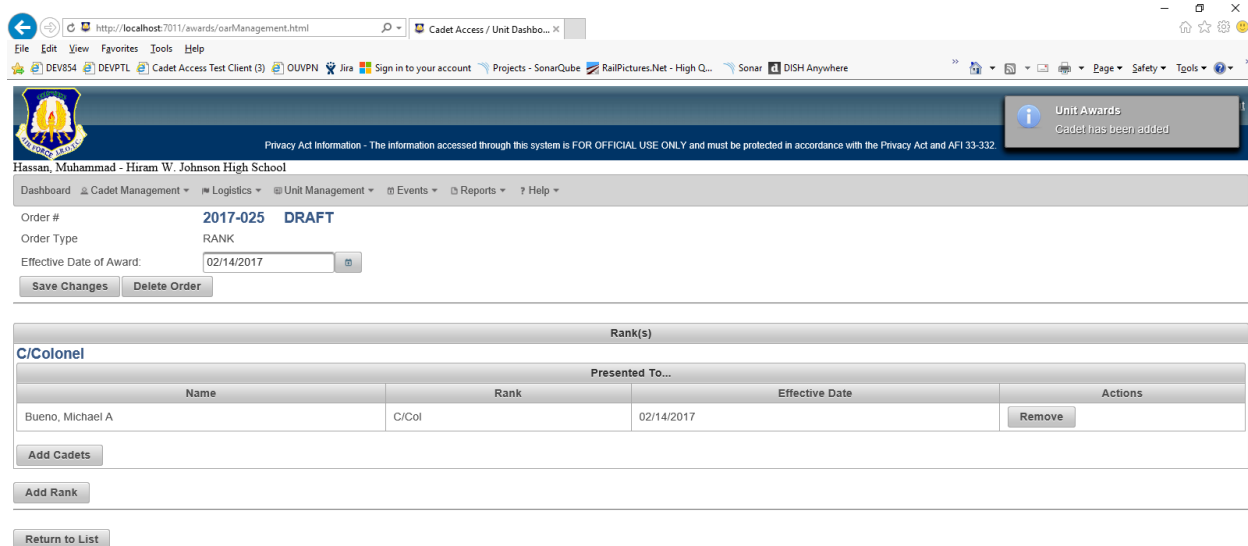 http://localhost:7011/awards/oarManagement.html
Cadet Access / Unit Dashbo...
File Edit View Favorites Tools Help
DEV854 DEVPTL Cadet Access Test Client (3) OUVPN Jira Sign in to your account Projects - SonarQube RailPictures.Net - High Q... Sonar DISH Anywhere Page Safety Tools
Unit Awards
Cadet has been added
Privacy Act Information - The information accessed through this system is FOR OFFICIAL USE ONLY and must be protected in accordance with the Privacy Act and AFI 33-332.
Hassan, Muhammad - Hiram W. Johnson High School
Dashboard Cadet Management Logistics Unit Management Events Reports ? Help
Order # 2017-025 DRAFT
Order Type RANK
Effective Date of Award: 02/14/2017
Save Changes Delete Order
Rank(s)
C/Colonel
Presented To...
Name Rank Effective Date Actions
Bueno, Michael A C/Col 02/14/2017 Remove
Add Cadets
Add Rank
Return to List